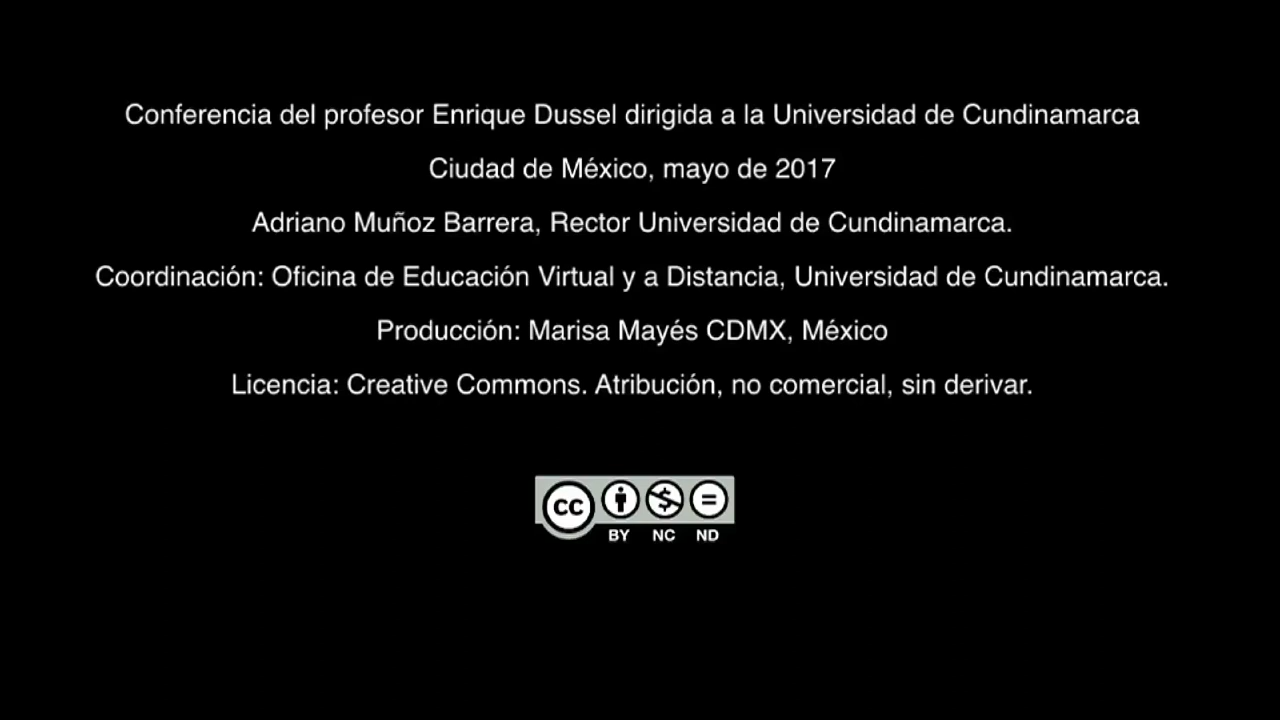 Conferencia del profesor Enrique Dussel dirigida a la Universidad de Cundinamarca
Ciudad de México, mayo de 2017
Adriano Muñoz Barrera, Rector Universidad de Cundinamarca.
Coordinación: Oficina de Educación Virtual y a Distancia, Universidad de Cundinamarca.
Producción: Marisa Mayés CDMX, México
Licencia: Creative Commons. Atribución, no comercial, sin derivar.
cc
BY NC ND